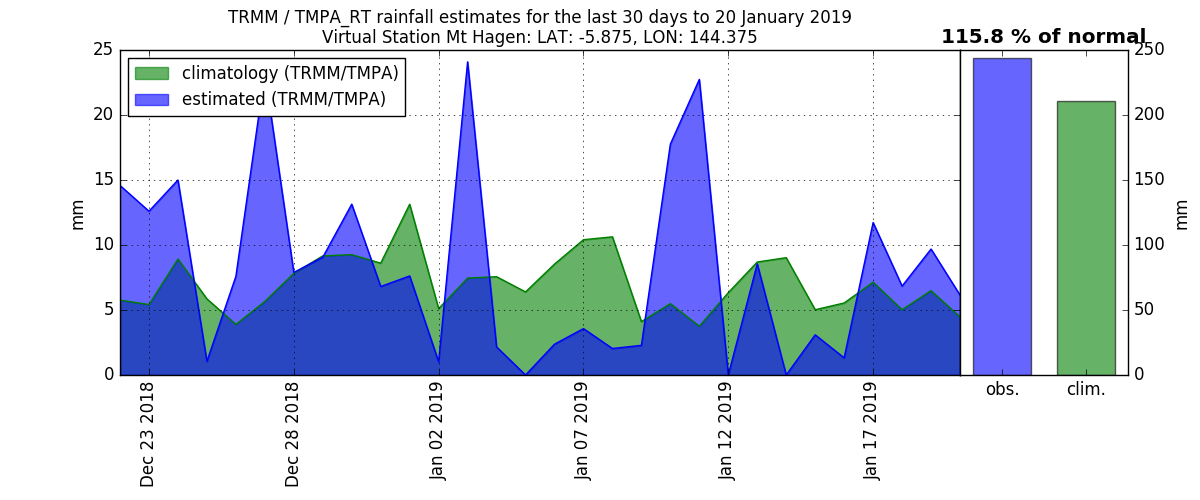 TRMM / TMPA_RT rainfall estimates for the last 30 days to 20 January 2019
Virtual Station Mt Hagen: LAT: -5.875, LON: 144.375
115.8 % of normal
climatology (TRMM/TMPA)
estimated (TRMM/TMPA)
25
20
15
10
5
0
mm
Dec 23 2018
Dec 28 2018
Jan 02 2019
Jan 07 2019
Jan 12 2019
Jan 17 2019
obs.
clim.
250
200
150
100
50
0
mm